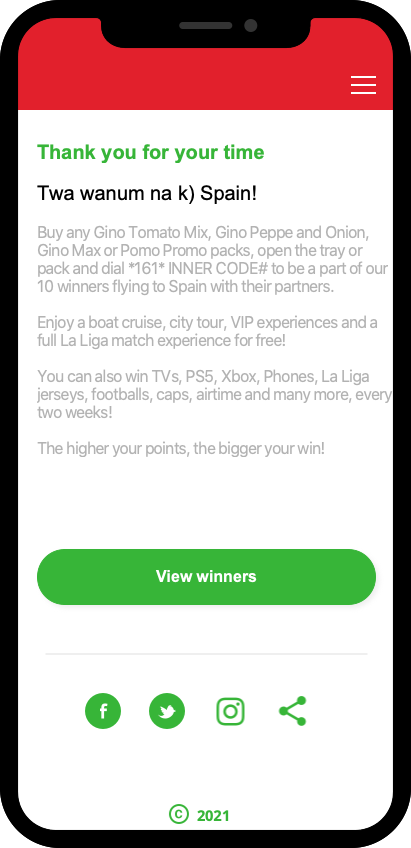 Thank you for your time
Twa wanum na k) Spain!
Buy any Gino Tomato Mix, Gino Peppe and Onion,
Gino Max or Pomo Promo packs, open the tray or
pack and dial *161* INNER CODE# to be a part of our
10 winners flying to Spain with their partners.
Enjoy a boat cruise, city tour, VIP experiences and a
full La Liga match experience for free!
You can also win TVs, PS5, Xbox, Phones, La Liga
jerseys, footballs, caps, airtime and many more, every
two weeks!
The higher your points, the bigger your win!
View winners
© 2021